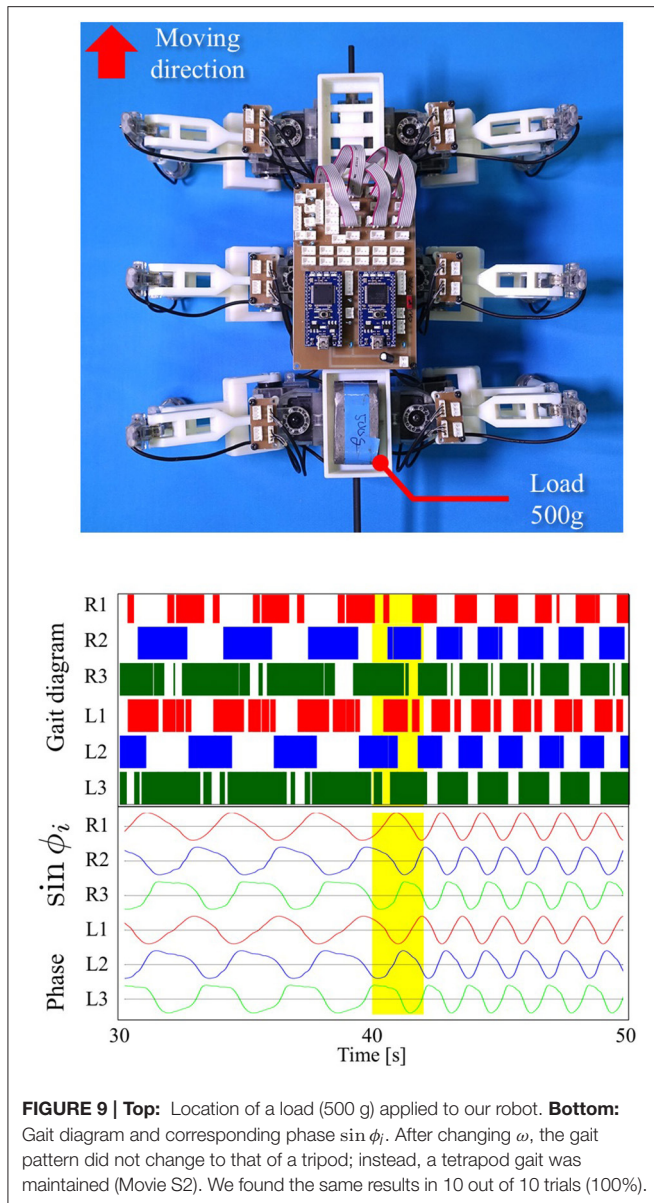 Moving
direction
500g
Load
500g
Gait diagram
R1
R2
R3
L1
L2
L3
Phase sin ϕi
R1
R2
R3
L1
L2
L3
30 40 50
Time [s]
FIGURE 9 | Top: Location of a load (500 g) applied to our robot. Bottom:
Gait diagram and corresponding phase sin ϕi. After changing ω, the gait
pattern did not change to that of a tripod; instead, a tetrapod gait was
maintained (Movie S2). We found the same results in 10 out of 10 trials (100%).